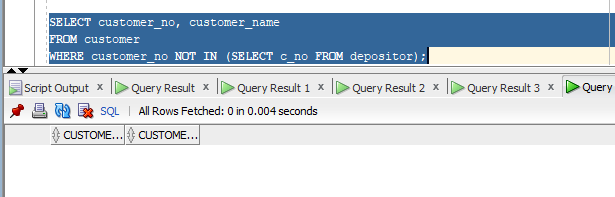 SELECT customer_no, customer_name
FROM customer
WHERE customer_no NOT IN (SELECT c_no FROM depositor);
Script Output x Query Result x Query Result 1 x Query Result 2 x Query Result 3 x Query
SQL | All Rows Fetched: 0 in 0.004 seconds
CUSTOME... CUSTOME...